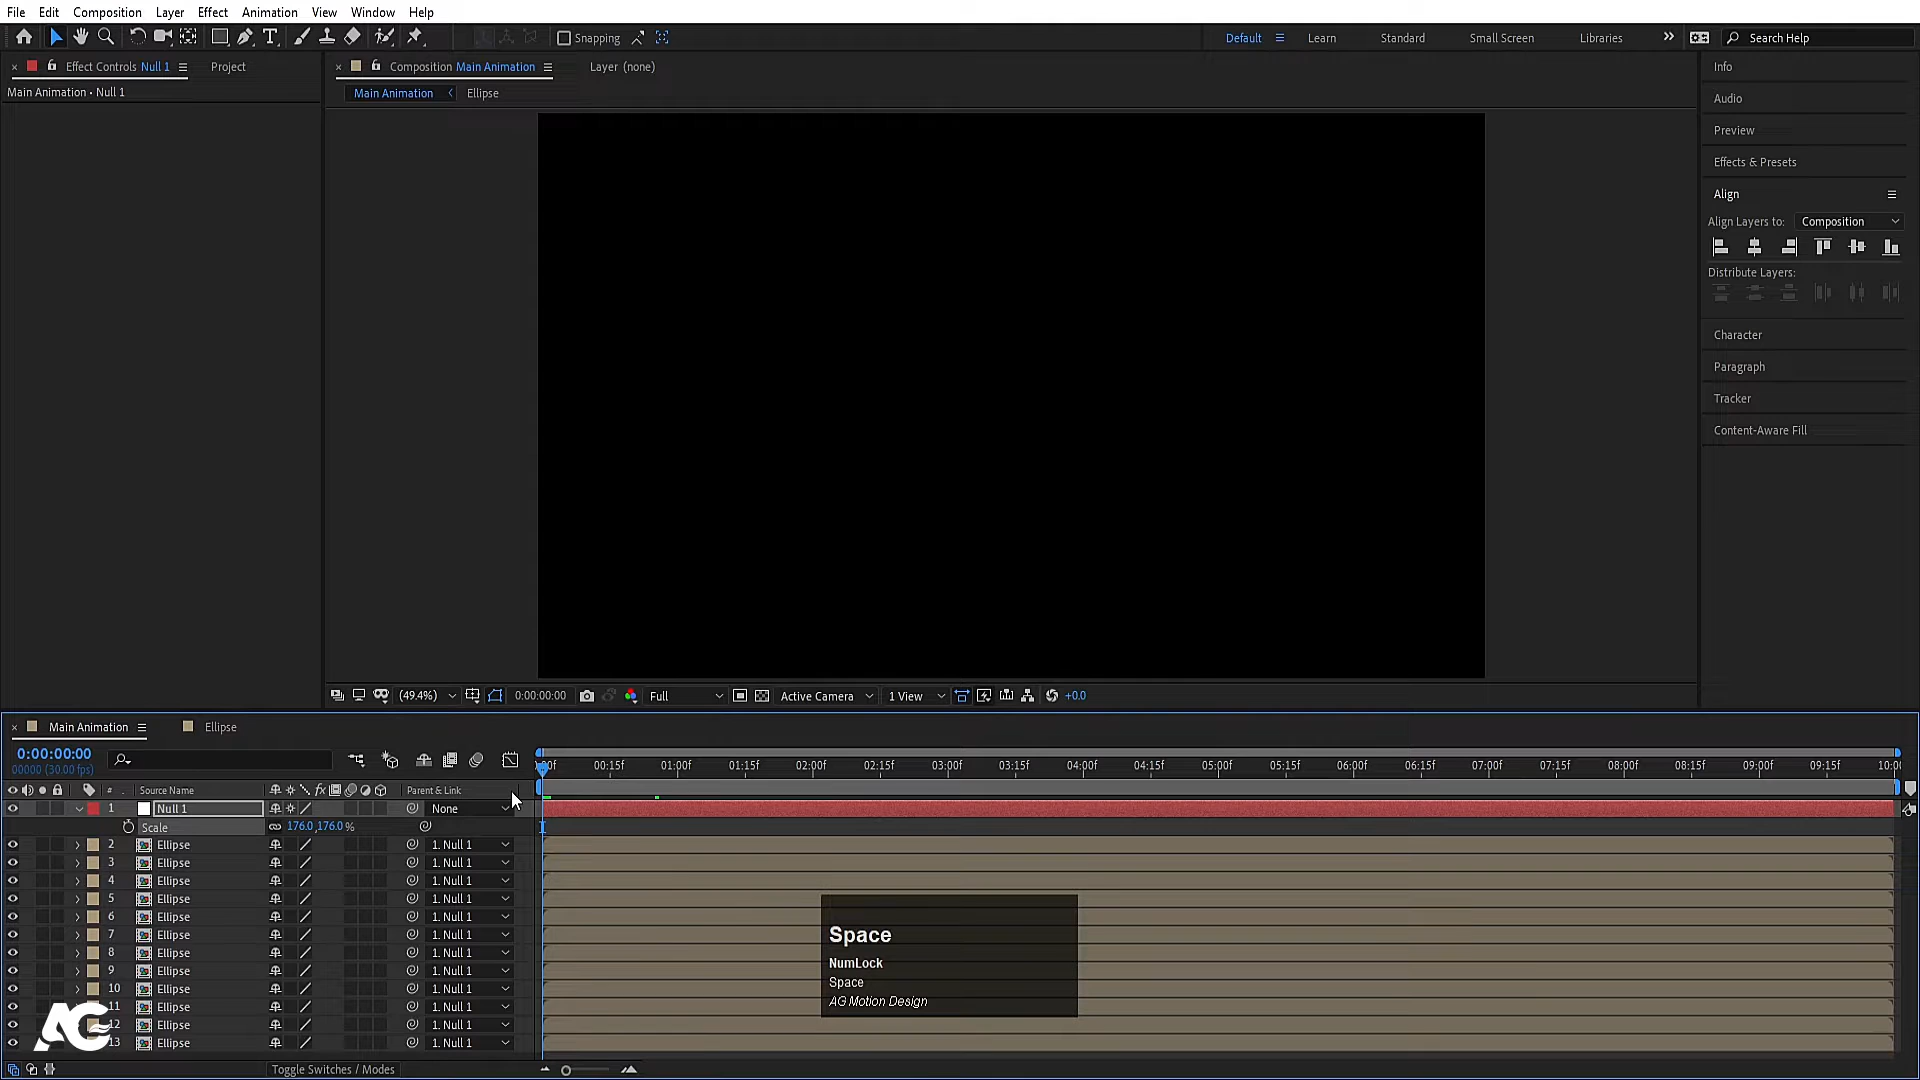 File Edit Composition Layer Effect Animation View Window Help
Snapping Default Learn Standard Small Screen Libraries Search Help
Effect Controls Null 1 Project
Composition Main Animation Layer (none)
Main Animation • Null 1
Main Animation Ellipse
Info
Audio
Preview
Effects & Presets
Align
Align Layers to: Composition
Distribute Layers:
Character
Paragraph
Tracker
Content-Aware Fill
(49.4%) 0:00:00:00 Full Active Camera 1 View +0.0
Main Animation Ellipse
0:00:00:00
00000 (30.00 fps)
00:15f 01:00f 01:15f 02:00f 02:15f 03:00f 03:15f 04:00f 04:15f 05:00f 05:15f 06:00f 06:15f 07:00f 07:15f 08:00f 08:15f 09:00f 09:15f
# Source Name fx Parent & Link
1 Null 1 None
Scale 176.0,176.0%
2 Ellipse 1. Null 1
3 Ellipse 1. Null 1
4 Ellipse 1. Null 1
5 Ellipse 1. Null 1
6 Ellipse 1. Null 1
7 Ellipse 1. Null 1
8 Ellipse 1. Null 1
9 Ellipse 1. Null 1
10 Ellipse 1. Null 1
11 Ellipse 1. Null 1
12 Ellipse 1. Null 1
13 Ellipse 1. Null 1
Space
NumLock
Space
AG Motion Design
AG
Toggle Switches / Modes